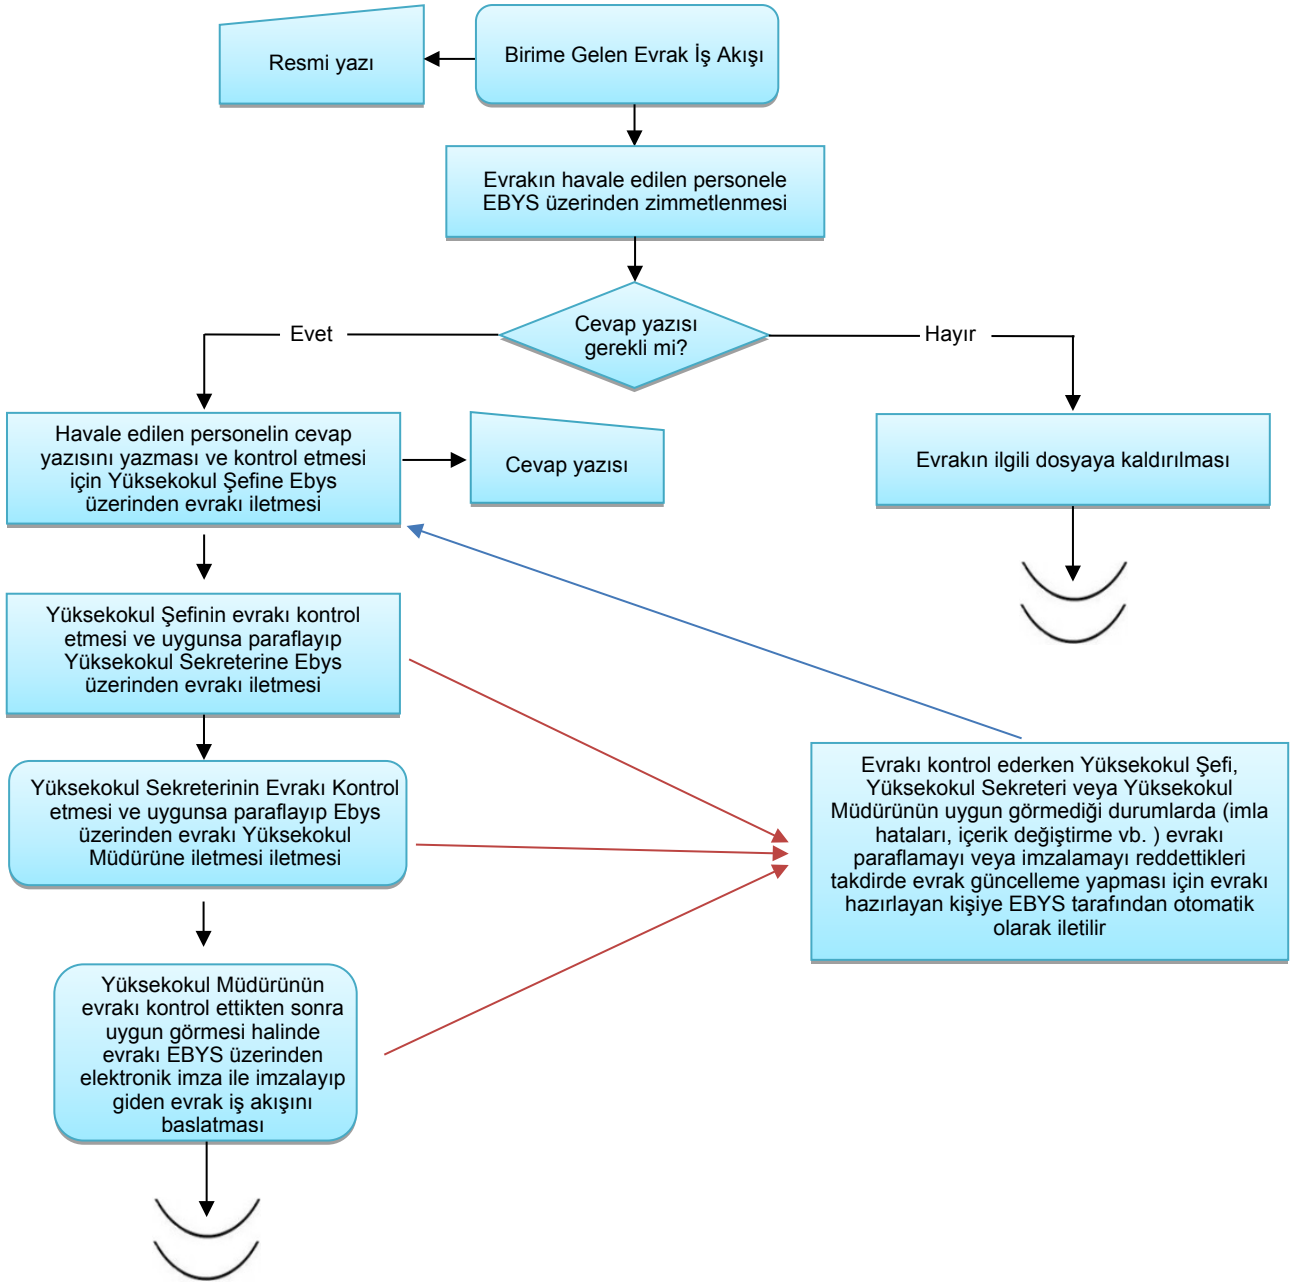 Resmi yazı
Birime Gelen Evrak İş Akışı
Evrakın havale edilen personele
EBYS üzerinden zimmetlenmesi
Cevap yazısı
gerekli mi?
Evet
Hayır
Havale edilen personelin cevap
yazısını yazması ve kontrol etmesi
için Yüksekokul Şefine Ebys
üzerinden evrakı iletmesi
Cevap yazısı
Evrakın ilgili dosyaya kaldırılması
Yüksekokul Şefinin evrakı kontrol
etmesi ve uygunsa paraflayıp
Yüksekokul Sekreterine Ebys
üzerinden evrakı iletmesi
Yüksekokul Sekreterinin Evrakı Kontrol
etmesi ve uygunsa paraflayıp Ebys
üzerinden evrakı Yüksekokul
Müdürüne iletmesi iletmesi
Evrakı kontrol ederken Yüksekokul Şefi,
Yüksekokul Sekreteri veya Yüksekokul
Müdürünün uygun görmediği durumlarda (imla
hataları, içerik değiştirme vb. ) evrakı
paraflamayı veya imzalamayı reddettikleri
takdirde evrak güncelleme yapması için evrakı
hazırlayan kişiye EBYS tarafından otomatik
olarak iletilir
Yüksekokul Müdürünün
evrakı kontrol ettikten sonra
uygun görmesi halinde
evrakı EBYS üzerinden
elektronik imza ile imzalayıp
giden evrak iş akışını
baslatması